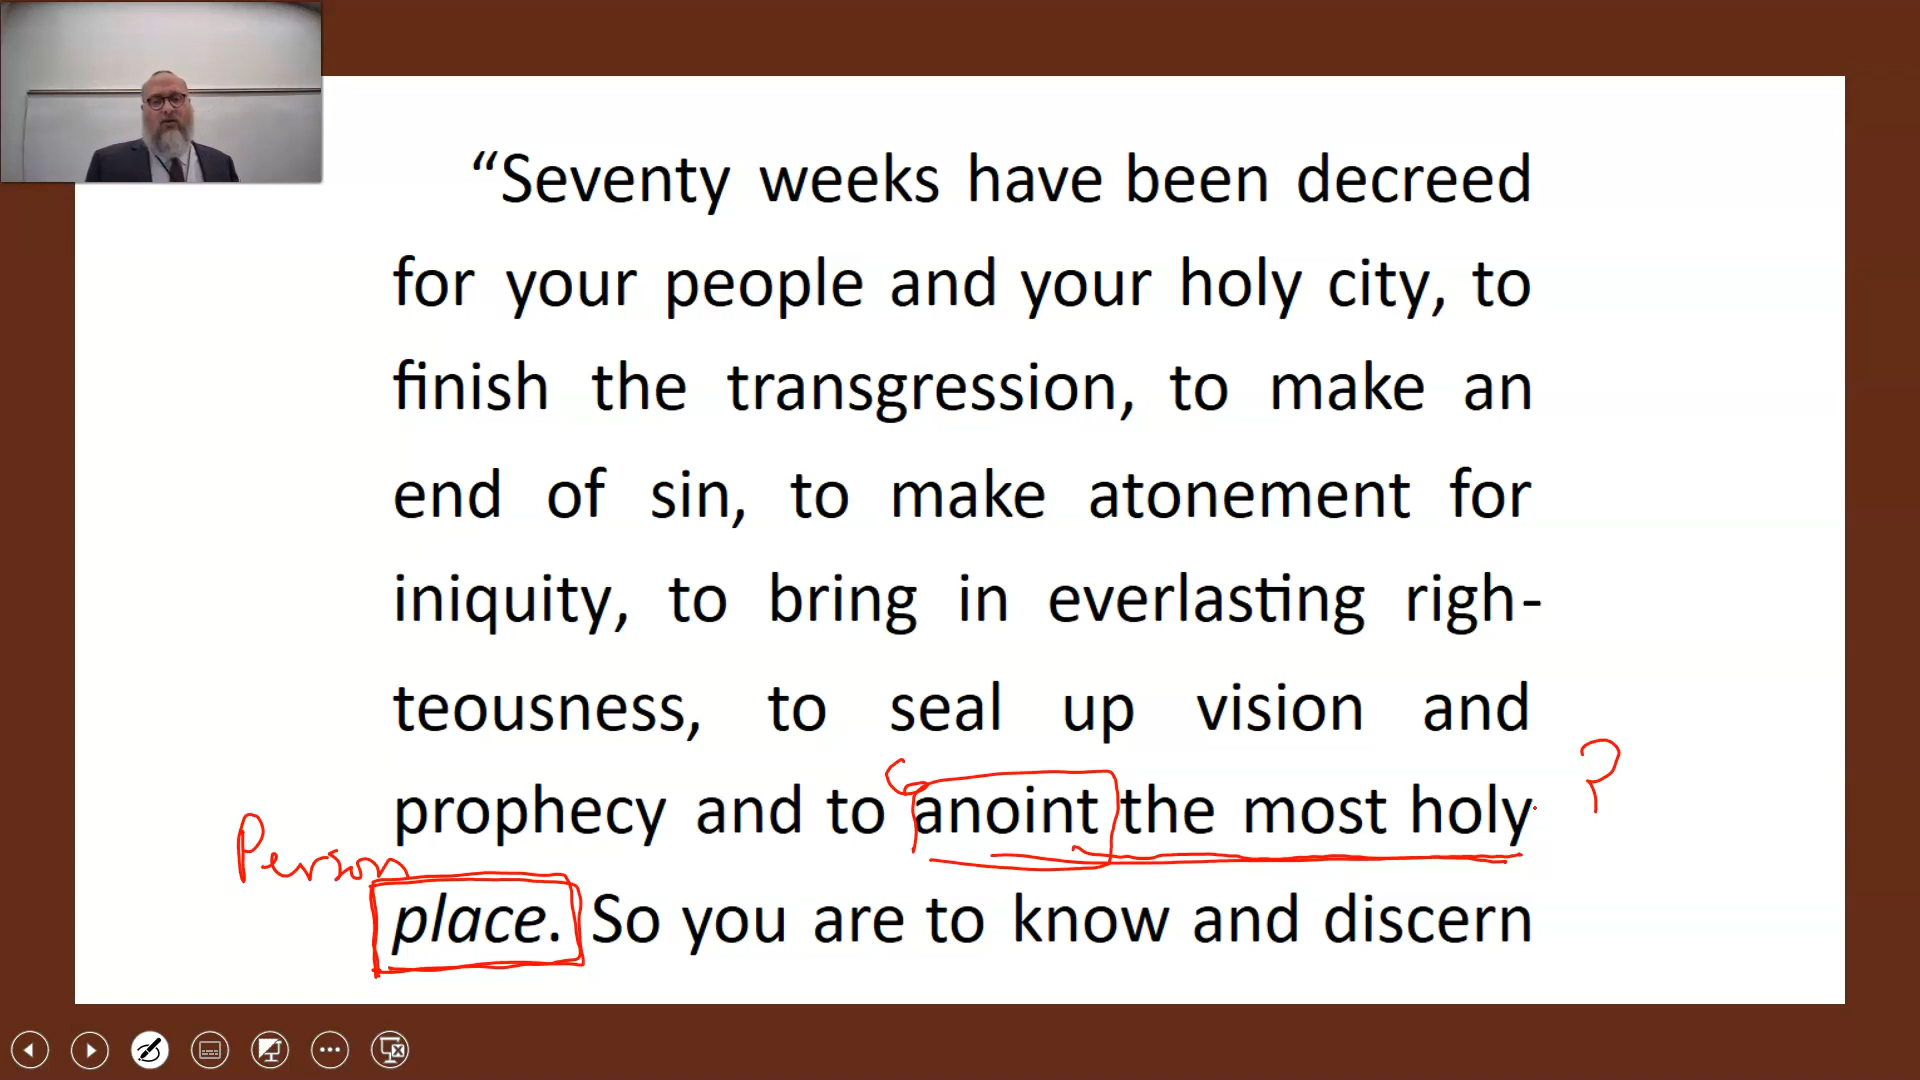 “Seventy weeks have been decreed
for your people and your holy city, to
finish the transgression, to make an
end of sin, to make atonement for
iniquity, to bring in everlasting righ-
teousness, to seal up vision and
prophecy and to anoint the most holy
?
Person
place. So you are to know and discern